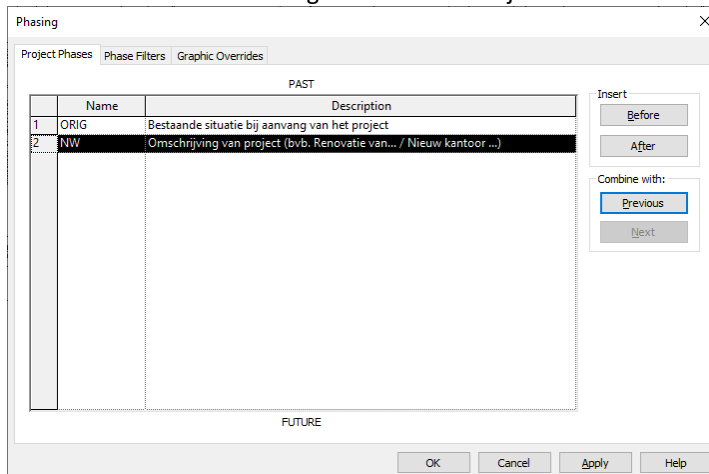 Phasing
Project Phases Phase Filters Graphic Overrides
PAST
Name Description
1 ORIG Bestaande situatie bij aanvang van het project
2 NW Omschrijving van project (bvb. Renovatie van... / Nieuw kantoor ...)
FUTURE
Insert
Before
After
Combine with:
Previous
Next
OK Cancel Apply Help